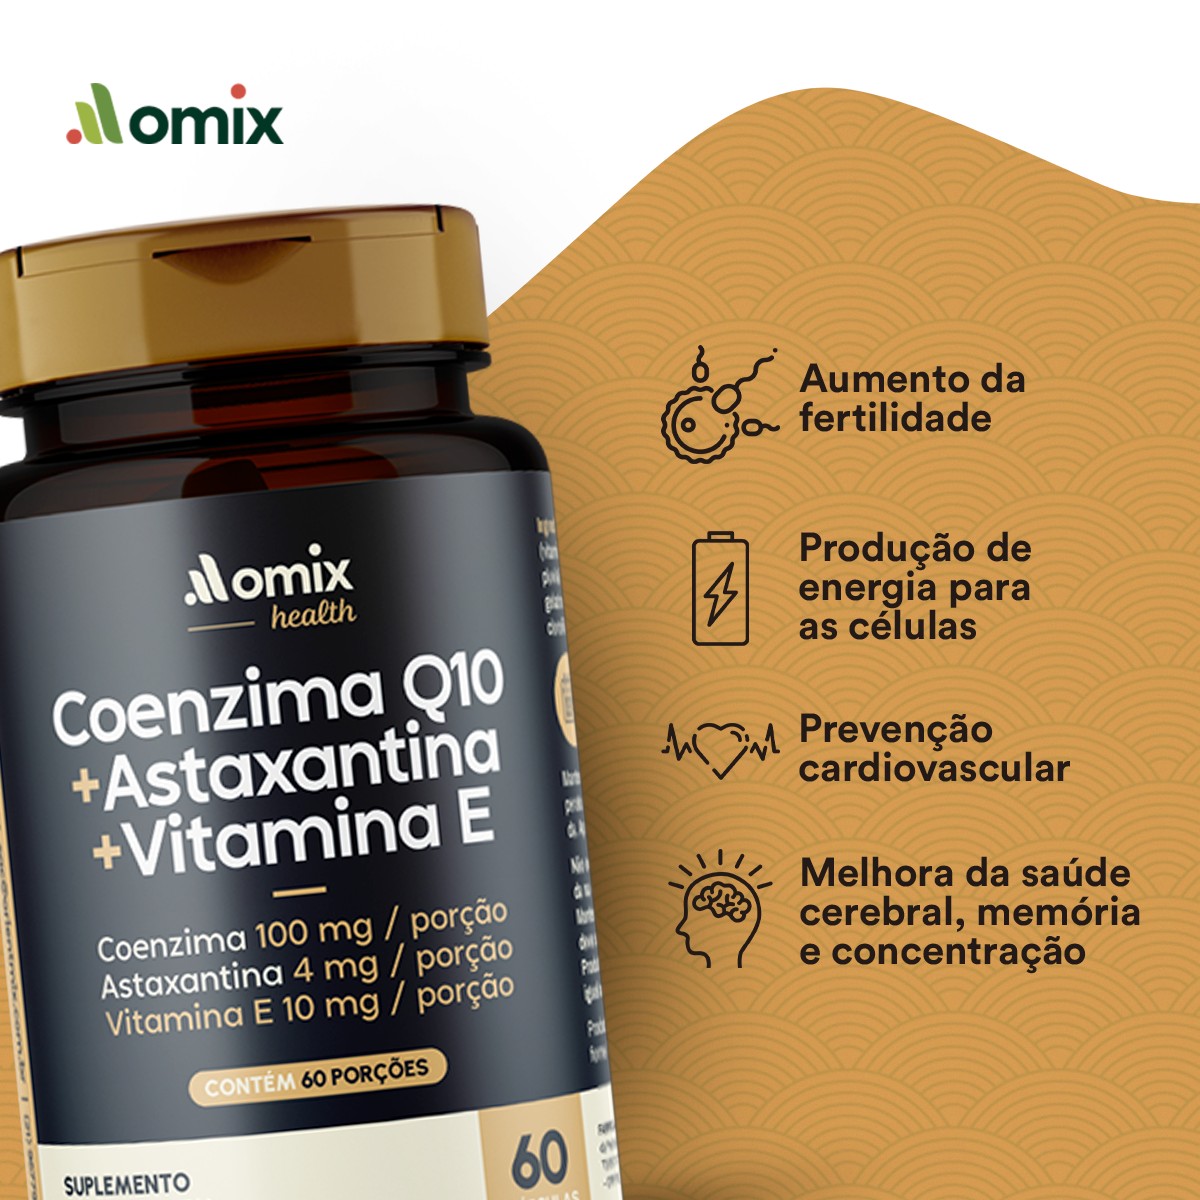 omix
omix
health
Coenzima Q10
+Astaxantina
+Vitamina E
Coenzima 100 mg / porção
Astaxantina 4 mg / porção
Vitamina E 10 mg / porção
CONTÉM 60 PORÇÕES
SUPLEMENTO
60
Aumento da
fertilidade
Produção de
energia para
as células
Prevenção
cardiovascular
Melhora da saúde
cerebral, memória
e concentração